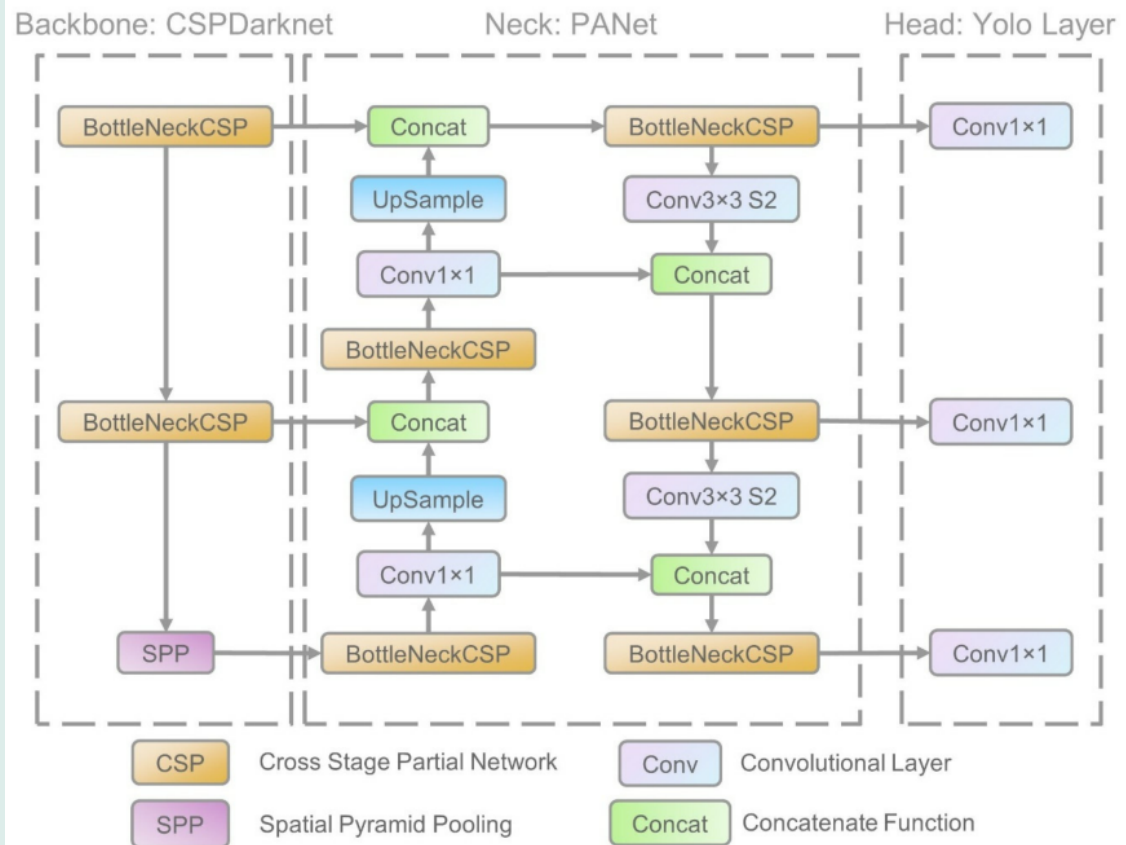 Backbone: CSPDarknet
Neck: PANet
Head: Yolo Layer
BottleNeckCSP
Concat
BottleNeckCSP
Conv1×1
UpSample
Conv3×3 S2
Conv1×1
Concat
BottleNeckCSP
BottleNeckCSP
Concat
BottleNeckCSP
Conv1×1
UpSample
Conv3×3 S2
Conv1×1
Concat
SPP
BottleNeckCSP
BottleNeckCSP
Conv1×1
CSP
Cross Stage Partial Network
Conv
Convolutional Layer
SPP
Spatial Pyramid Pooling
Concat
Concatenate Function